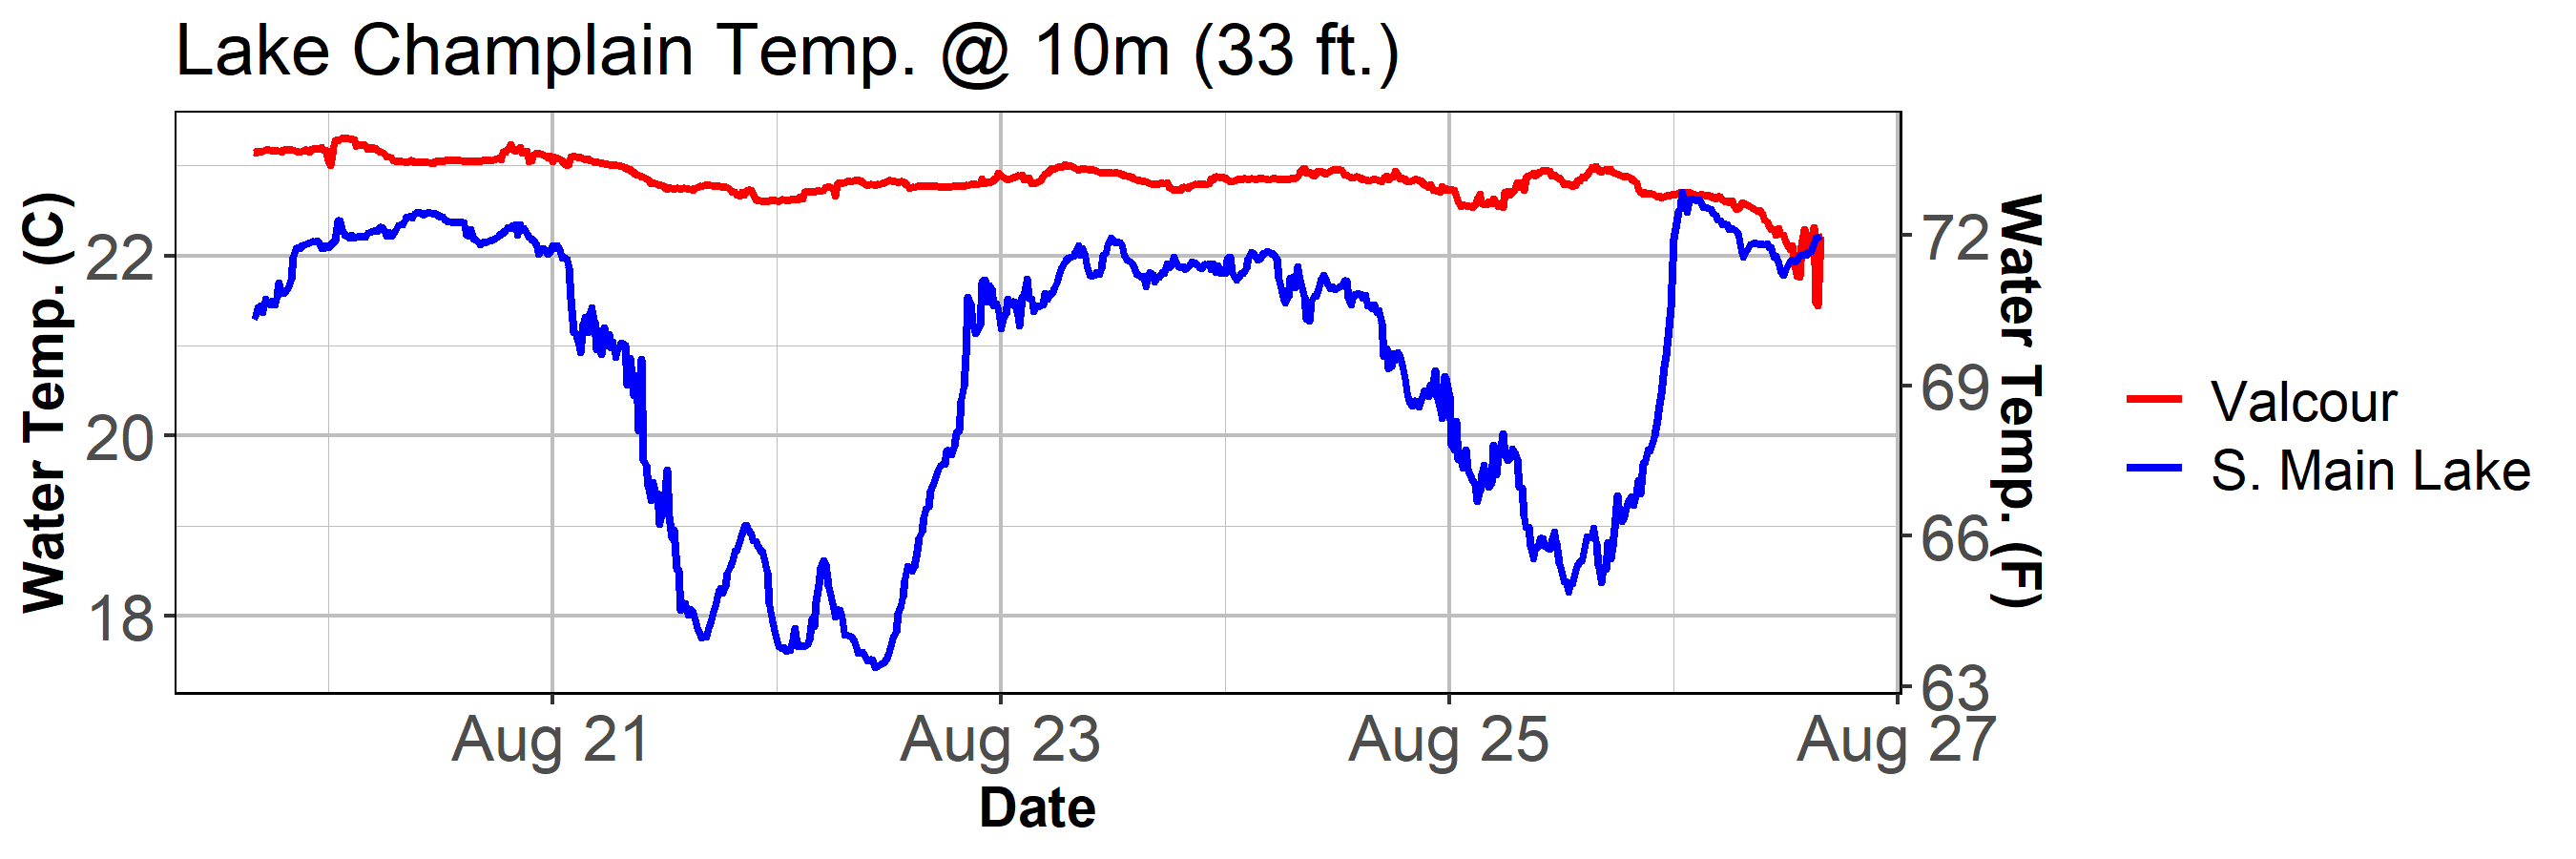 Lake Champlain Temp. @ 10m (33 ft.)
Water Temp. (C)
22
20
18
72
69
66
63
Water Temp. (F)
Aug 21
Aug 23
Aug 25
Aug 27
Date
Valcour
S. Main Lake